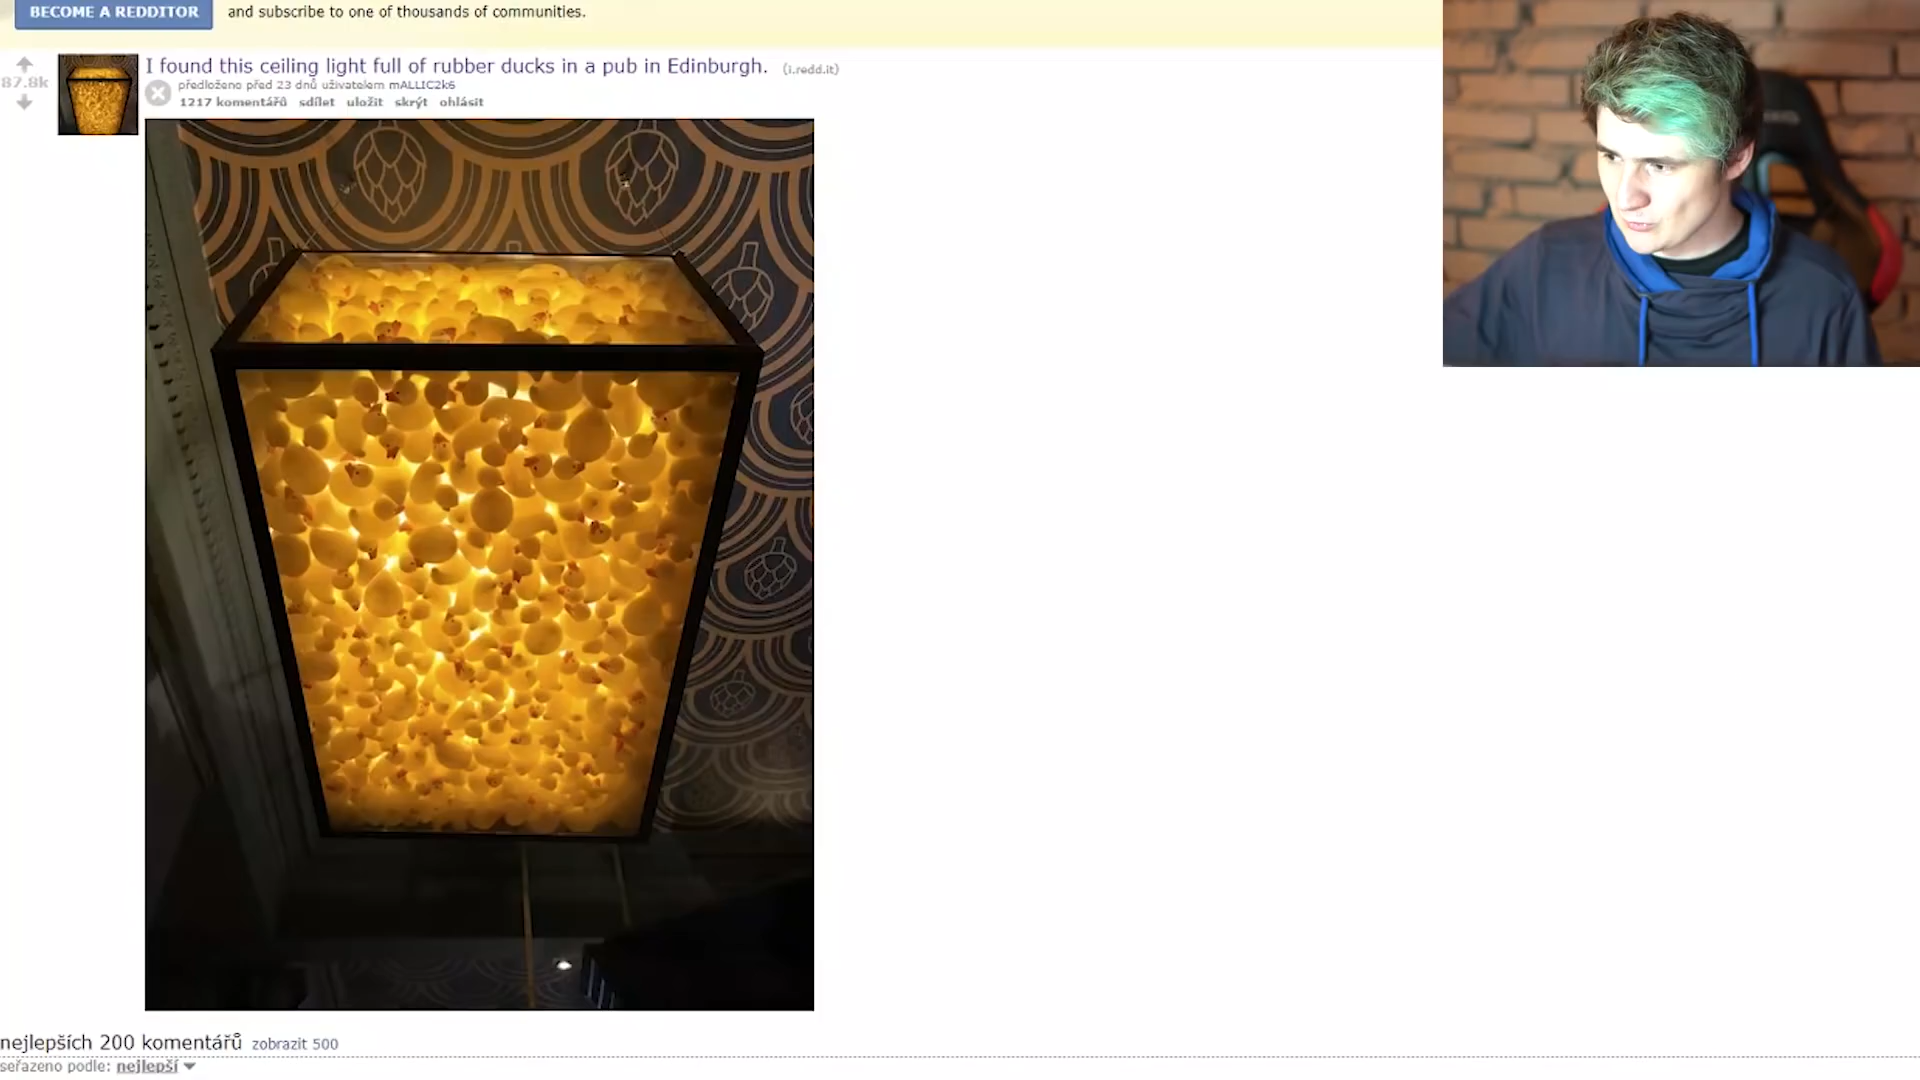 BECOME A REDDITOR and subscribe to one of thousands of communities.
I found this ceiling light full of rubber ducks in a pub in Edinburgh. (i.redd.it)
87.8k
předloženo před 23 dnů uživatelem mALLIC2k6
1217 komentářů sdílet uložit skrýt ohlásit
nejlepších 200 komentářů zobrazit 500
seřazeno podle: nejlepší